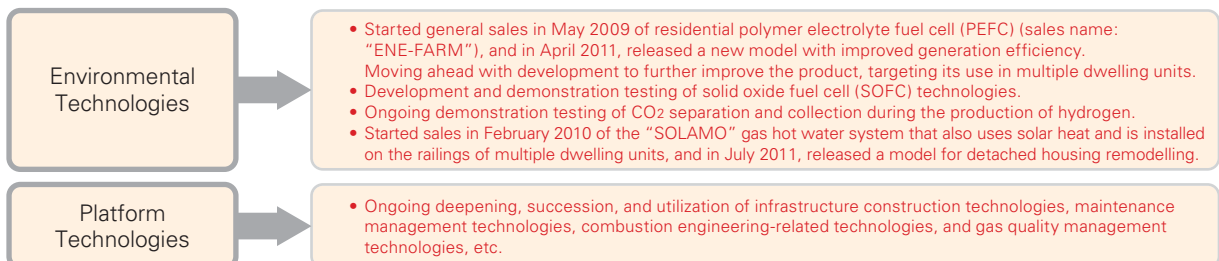 Environmental
Technologies
• Started general sales in May 2009 of residential polymer electrolyte fuel cell (PEFC) (sales name:
“ENE-FARM”), and in April 2011, released a new model with improved generation efficiency.
Moving ahead with development to further improve the product, targeting its use in multiple dwelling units.
• Development and demonstration testing of solid oxide fuel cell (SOFC) technologies.
• Ongoing demonstration testing of CO2 separation and collection during the production of hydrogen.
• Started sales in February 2010 of the “SOLAMO” gas hot water system that also uses solar heat and is installed
on the railings of multiple dwelling units, and in July 2011, released a model for detached housing remodelling.
Platform
Technologies
• Ongoing deepening, succession, and utilization of infrastructure construction technologies, maintenance
management technologies, combustion engineering-related technologies, and gas quality management
technologies, etc.